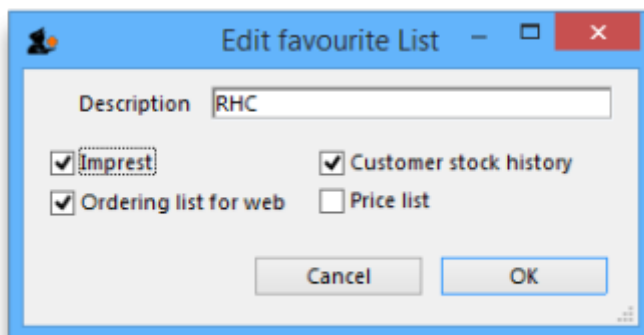 Edit favourite List
Description RHC
Imprest Customer stock history
Ordering list for web Price list
Cancel OK